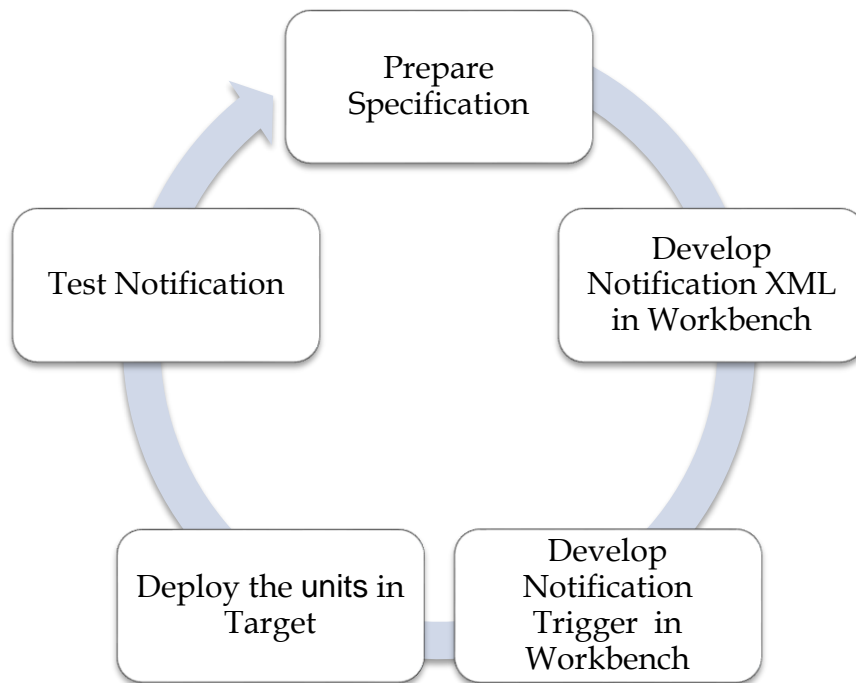 Prepare
Specification
Develop
Notification XML
in Workbench
Develop
Notification
Trigger in
Workbench
Deploy the units in
Target
Test Notification